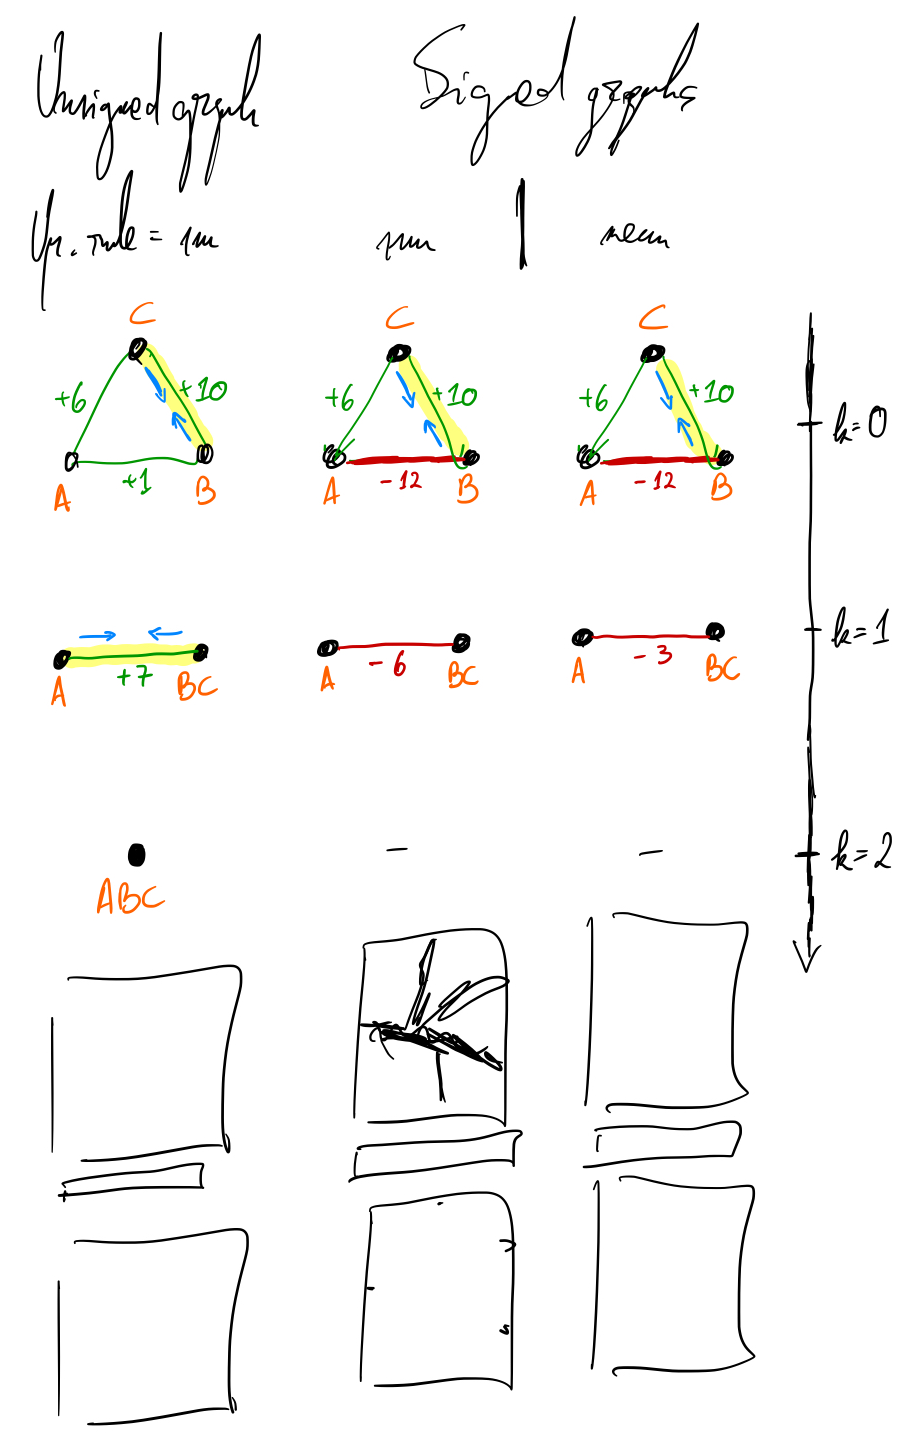 Unsigned graph
Signed graphs
Up. rule = sum
sum | mean
C C C
+6 +10 +6 +10 +6 +10
k=0
+1 -12 -12
A B A B A B
k=1
+7 -6 -3
A BC A BC A BC
- -
k=2
ABC